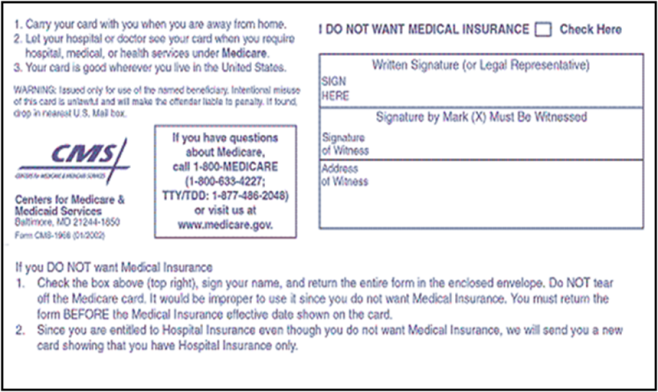 1. Carry your card with you when you are away from home.
2. Let your hospital or doctor see your card when you require
hospital, medical, or health services under Medicare.
3. Your card is good wherever you live in the United States.
WARNING: Issued only for use of the named beneficiary. Intentional misuse
of this card is unlawful and will make the offender liable to penalty. If found,
drop in nearest U.S. Mail box.
CMS
CENTERS for MEDICARE & MEDICAID SERVICES
Centers for Medicare &
Medicaid Services
Baltimore, MD 21244-1850
Form CMS-1966 (01/2002)
If you have questions
about Medicare,
call 1-800-MEDICARE
(1-800-633-4227;
TTY/TDD: 1-877-486-2048)
or visit us at
www.medicare.gov.
I DO NOT WANT MEDICAL INSURANCE Check Here
Written Signature (or Legal Representative)
SIGN
HERE
Signature by Mark (X) Must Be Witnessed
Signature
of Witness
Address
of Witness
If you DO NOT want Medical Insurance
1. Check the box above (top right), sign your name, and return the entire form in the enclosed envelope. Do NOT tear
off the Medicare card. It would be improper to use it since you do not want Medical Insurance. You must return the
form BEFORE the Medical Insurance effective date shown on the card.
2. Since you are entitled to Hospital Insurance even though you do not want Medical Insurance, we will send you a new
card showing that you have Hospital Insurance only.